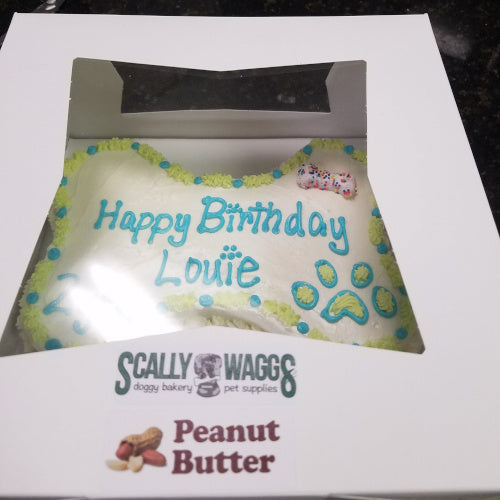 Happy Birthday
Louie
SCALLY WAGGS
doggy bakery pet supplies
Peanut
Butter